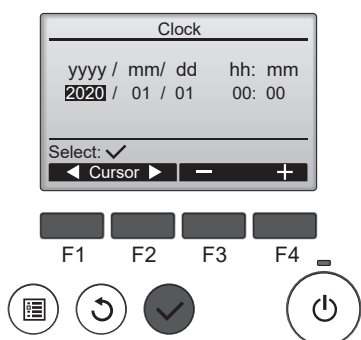 Clock
yyyy / mm/ dd hh: mm
2020 / 01 / 01 00: 00
Select: ✓
◀ Cursor ▶ − +
F1 F2 F3 F4